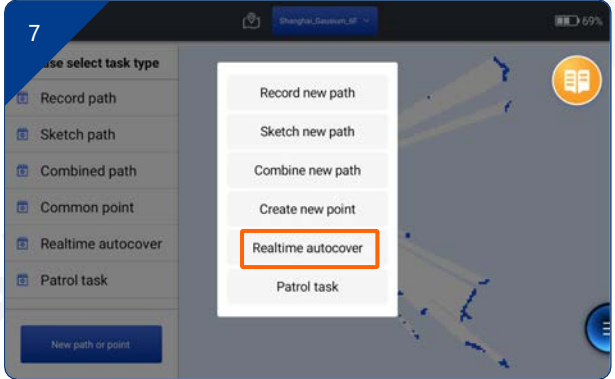 7
Shanghai_Gausium_6F
69%
ase select task type
Record path
Sketch path
Combined path
Common point
Realtime autocover
Patrol task
New path or point
Record new path
Sketch new path
Combine new path
Create new point
Realtime autocover
Patrol task